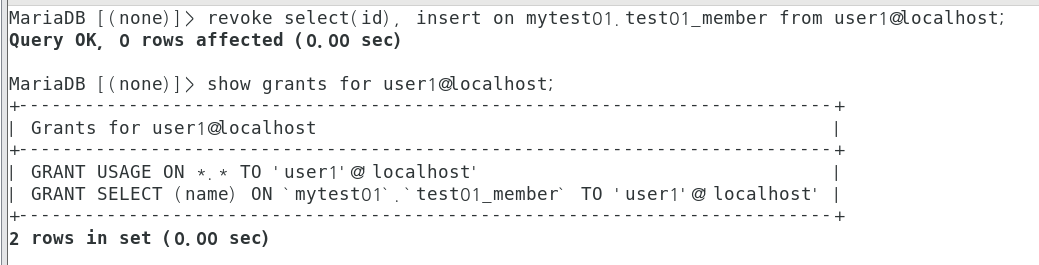 MariaDB [(none)]> revoke select(id), insert on mytest01.test01_member from user1@localhost;
Query OK, 0 rows affected (0.00 sec)
MariaDB [(none)]> show grants for user1@localhost;
+--------------------------------------------------------------------------+
| Grants for user1@localhost                                               |
+--------------------------------------------------------------------------+
| GRANT USAGE ON *.* TO 'user1'@'localhost'                                |
| GRANT SELECT (name) ON `mytest01`.`test01_member` TO 'user1'@'localhost' |
+--------------------------------------------------------------------------+
2 rows in set (0.00 sec)